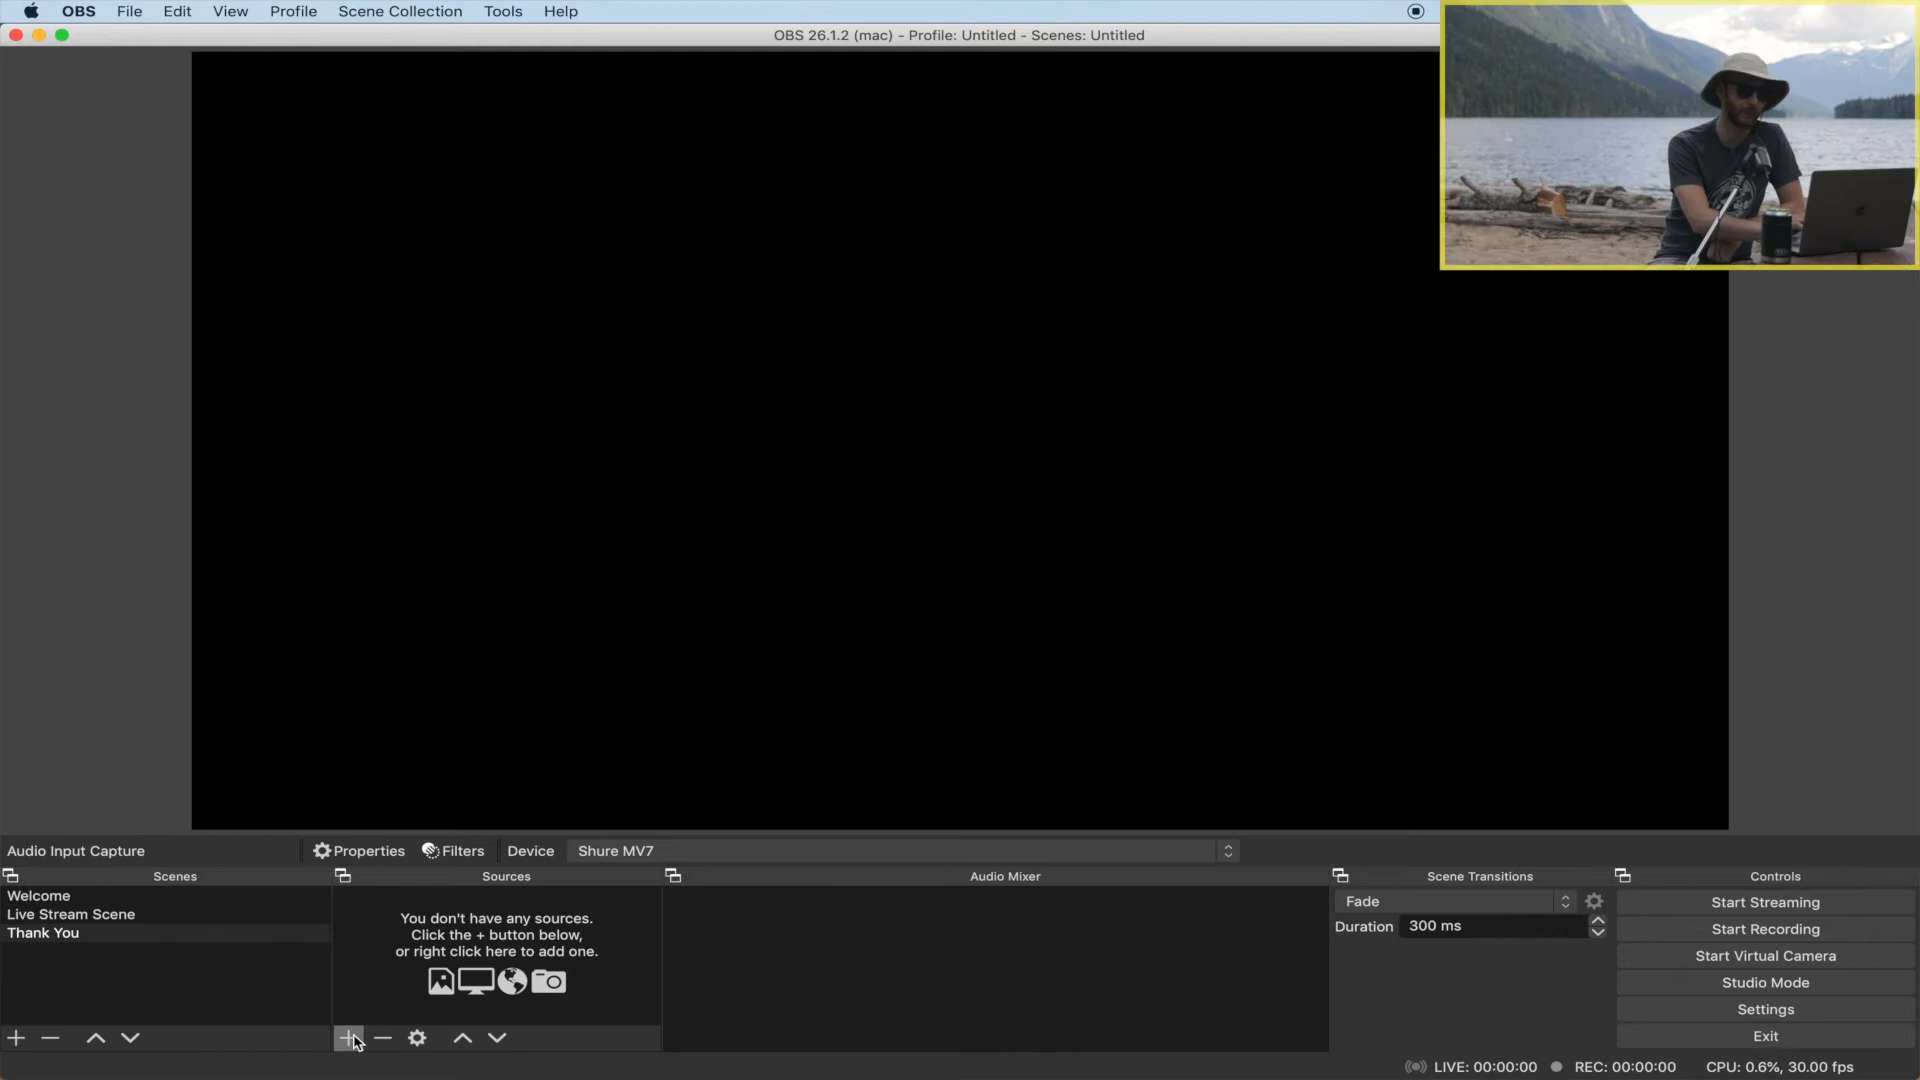 OBS File Edit View Profile Scene Collection Tools Help
OBS 26.1.2 (mac) - Profile: Untitled - Scenes: Untitled
Audio Input Capture Properties Filters Device Shure MV7
Scenes Sources Audio Mixer Scene Transitions Controls
Welcome
Live Stream Scene
Thank You
You don't have any sources.
Click the + button below,
or right click here to add one.
Fade
Duration 300 ms
Start Streaming
Start Recording
Start Virtual Camera
Studio Mode
Settings
Exit
LIVE: 00:00:00 REC: 00:00:00 CPU: 0.6%, 30.00 fps